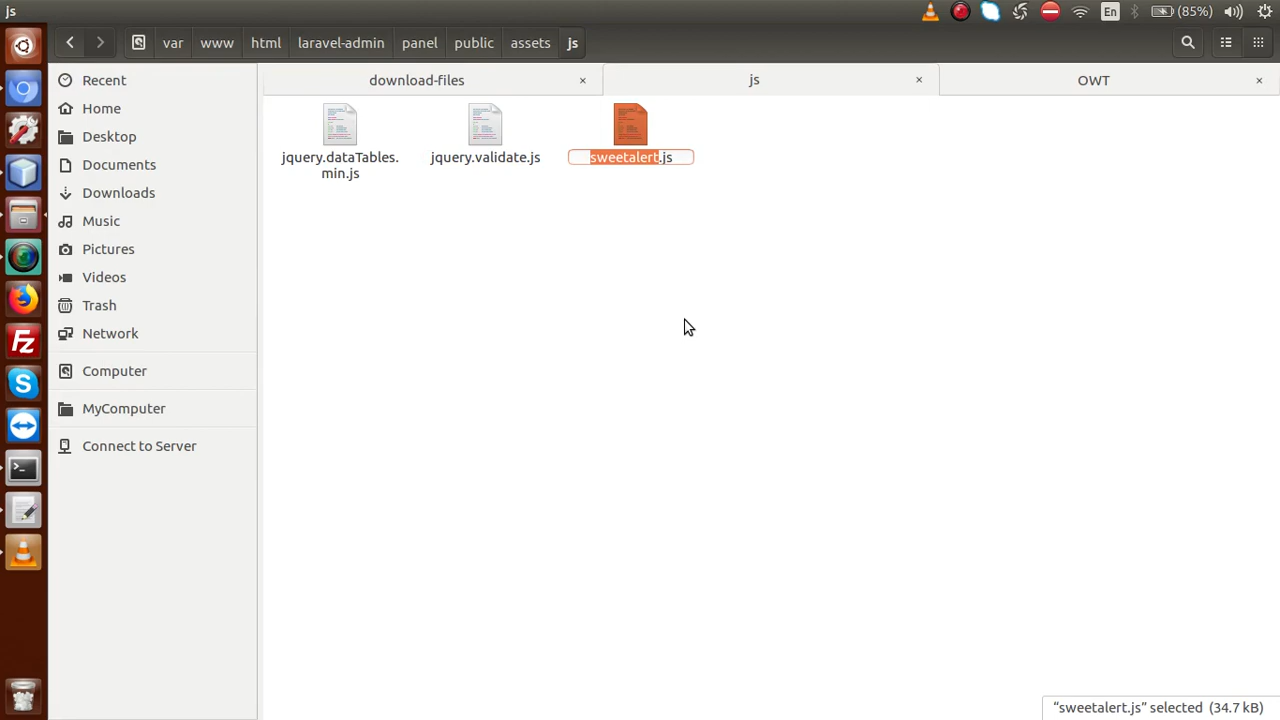 js
En
(85%)
var
www
html
laravel-admin
panel
public
assets
js
download-files
js
OWT
Recent
Home
Desktop
Documents
Downloads
Music
Pictures
Videos
Trash
Network
Computer
MyComputer
Connect to Server
jquery.dataTables.
min.js
jquery.validate.js
sweetalert.js
Fz
S
>_
“sweetalert.js” selected (34.7 kB)